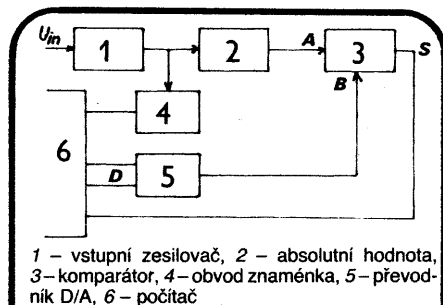 U_in
1
2
A
3
S
B
4
6
D
5
1 – vstupní zesilovač, 2 – absolutní hodnota,
3 – komparátor, 4 – obvod znaménka, 5 – převod-
ník D/A, 6 – počítač